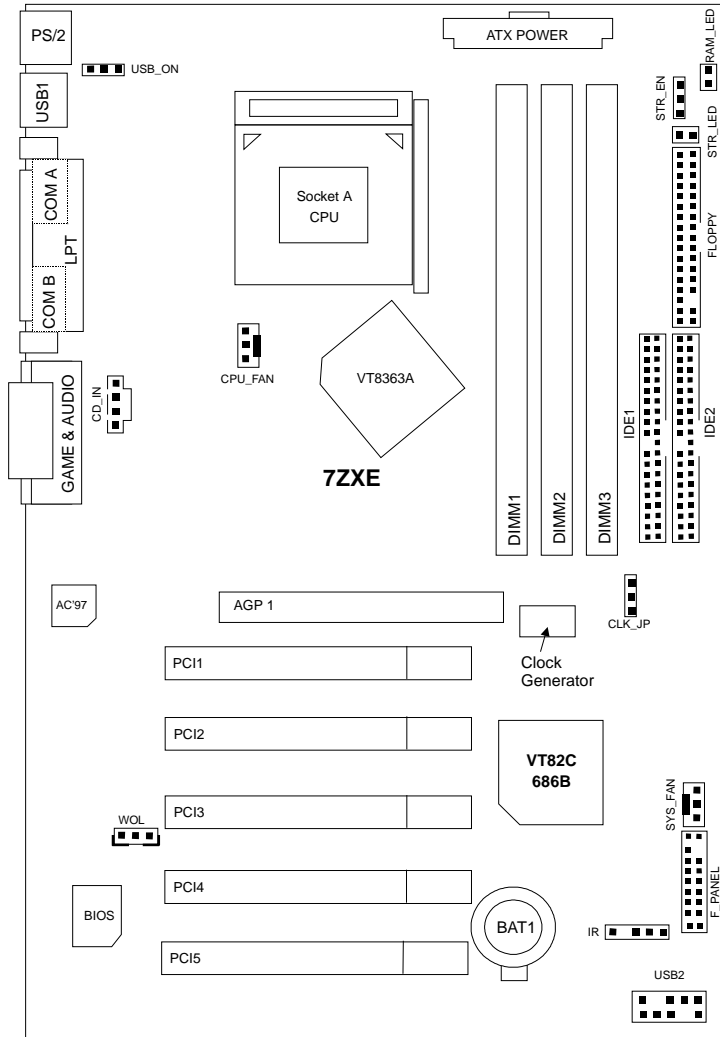 PS/2
ATX POWER
RAM_LED
USB_ON
USB1
STR_EN
STR_LED
COM A
LPT
COM B
Socket A
CPU
FLOPPY
CPU_FAN
VT8363A
CD_IN
GAME & AUDIO
IDE1
IDE2
7ZXE
DIMM1
DIMM2
DIMM3
AC'97
AGP 1
CLK_JP
Clock
Generator
PCI1
PCI2
VT82C
686B
PCI3
SYS_FAN
WOL
PCI4
F_PANEL
BIOS
BAT1
IR
PCI5
USB2